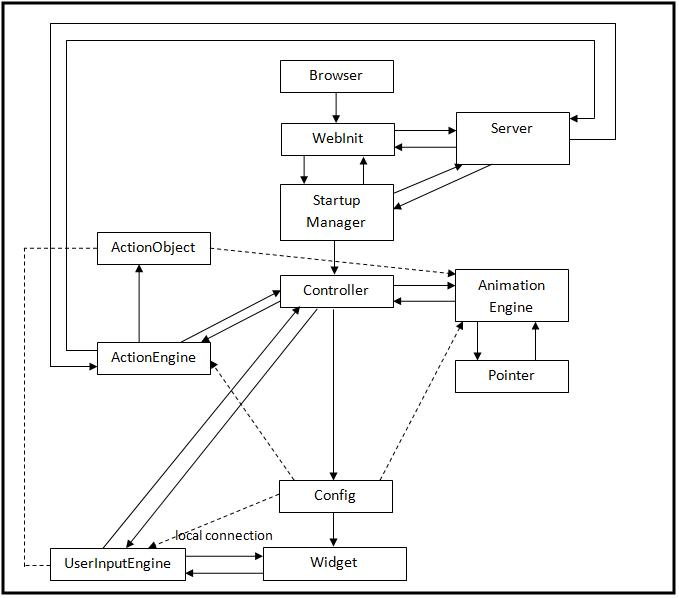 Browser
WebInit
Server
Startup
Manager
ActionObject
Controller
Animation
Engine
ActionEngine
Pointer
Config
local connection
UserInputEngine
Widget